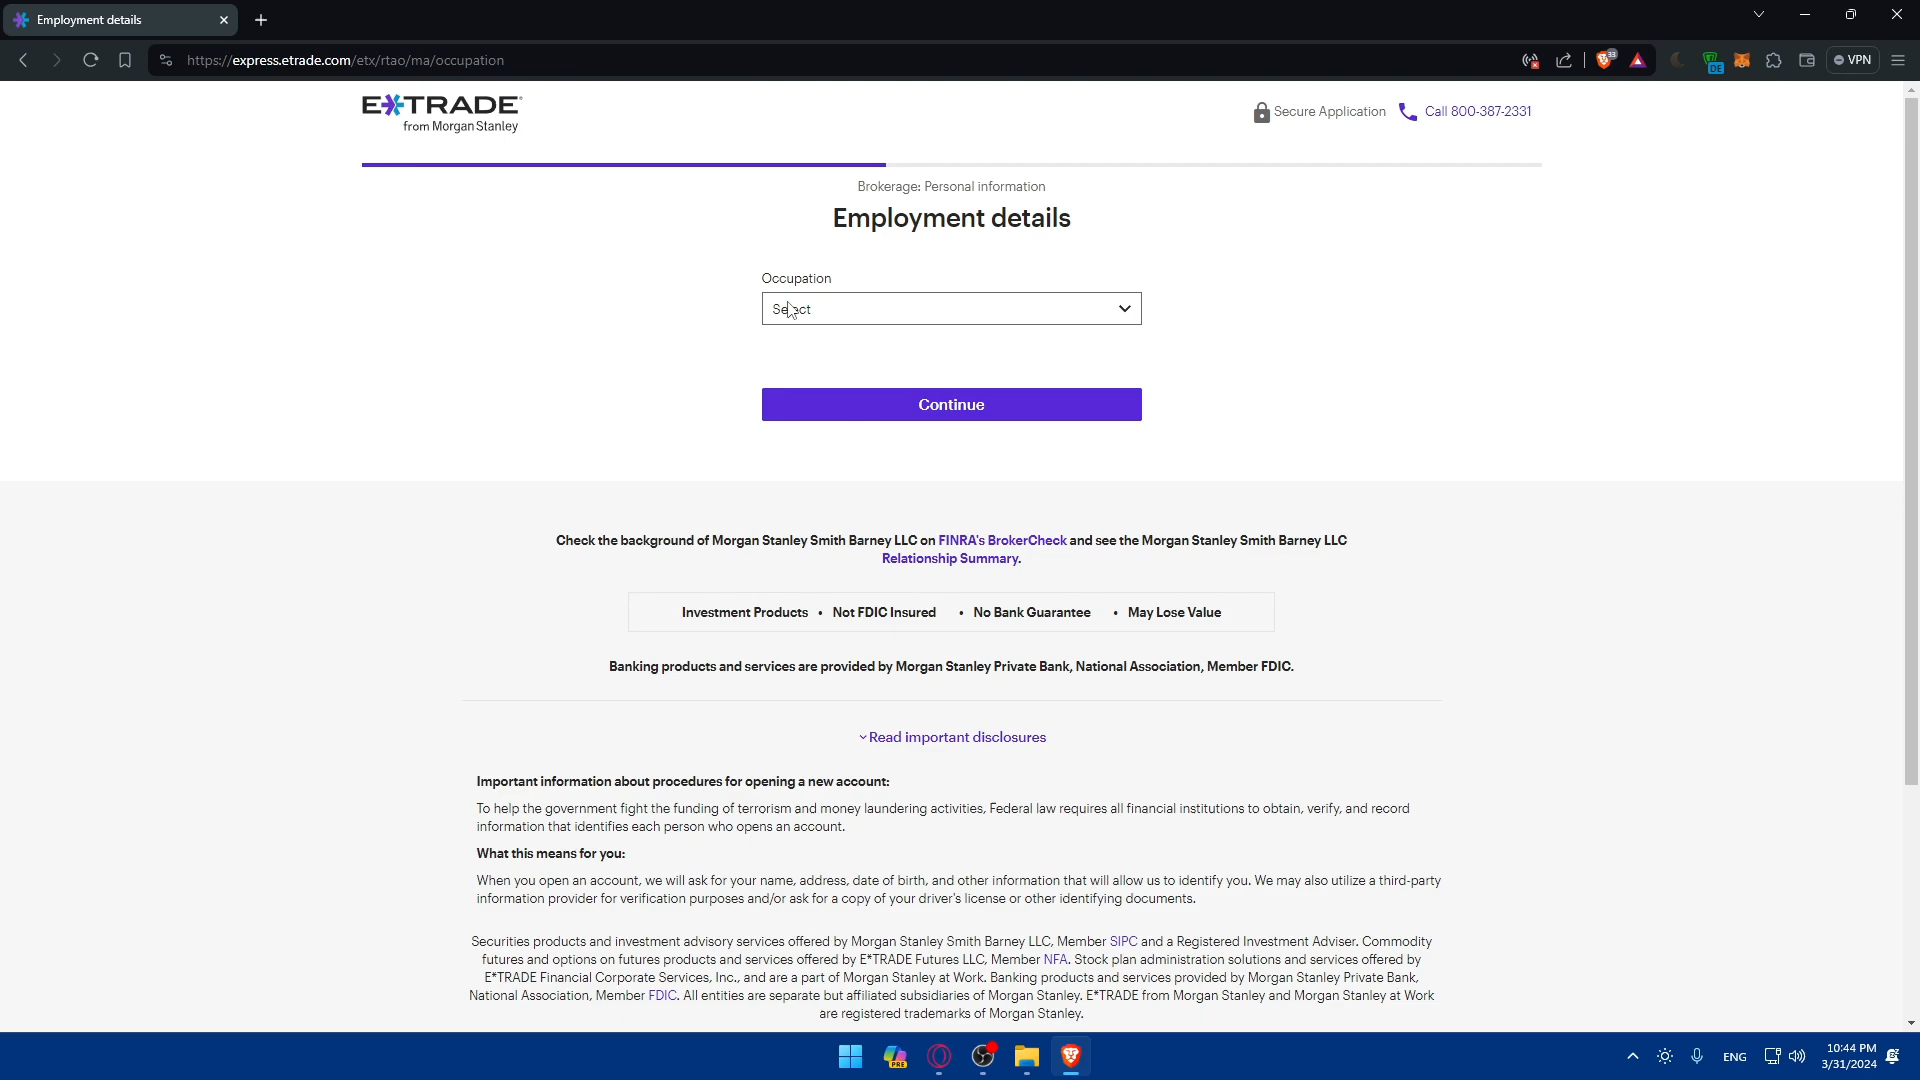 Employment details
https://express.etrade.com/etx/rtao/ma/occupation
33
DE
VPN
E*TRADE
from Morgan Stanley
Secure Application
Call 800-387-2331
Brokerage: Personal information
Employment details
Occupation
Select
Continue
Check the background of Morgan Stanley Smith Barney LLC on FINRA's BrokerCheck and see the Morgan Stanley Smith Barney LLC
Relationship Summary.
Investment Products • Not FDIC Insured • No Bank Guarantee • May Lose Value
Banking products and services are provided by Morgan Stanley Private Bank, National Association, Member FDIC.
Read important disclosures
Important information about procedures for opening a new account:
To help the government fight the funding of terrorism and money laundering activities, Federal law requires all financial institutions to obtain, verify, and record
information that identifies each person who opens an account.
What this means for you:
When you open an account, we will ask for your name, address, date of birth, and other information that will allow us to identify you. We may also utilize a third-party
information provider for verification purposes and/or ask for a copy of your driver's license or other identifying documents.
Securities products and investment advisory services offered by Morgan Stanley Smith Barney LLC, Member SIPC and a Registered Investment Adviser. Commodity
futures and options on futures products and services offered by E*TRADE Futures LLC, Member NFA. Stock plan administration solutions and services offered by
E*TRADE Financial Corporate Services, Inc., and are a part of Morgan Stanley at Work. Banking products and services provided by Morgan Stanley Private Bank,
National Association, Member FDIC. All entities are separate but affiliated subsidiaries of Morgan Stanley. E*TRADE from Morgan Stanley and Morgan Stanley at Work
are registered trademarks of Morgan Stanley.
PRE
ENG
10:44 PM
3/31/2024